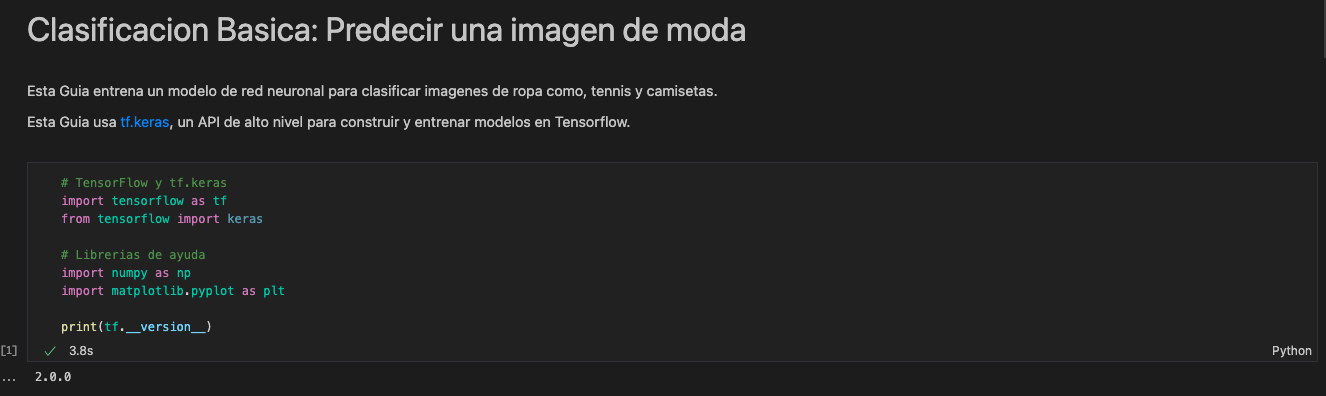 Clasificacion Basica: Predecir una imagen de moda
Esta Guia entrena un modelo de red neuronal para clasificar imagenes de ropa como, tennis y camisetas.
Esta Guia usa tf.keras, un API de alto nivel para construir y entrenar modelos en Tensorflow.
# TensorFlow y tf.keras
import tensorflow as tf
from tensorflow import keras
# Librerias de ayuda
import numpy as np
import matplotlib.pyplot as plt
print(tf.__version__)
[1] ✓ 3.8s Python
... 2.0.0